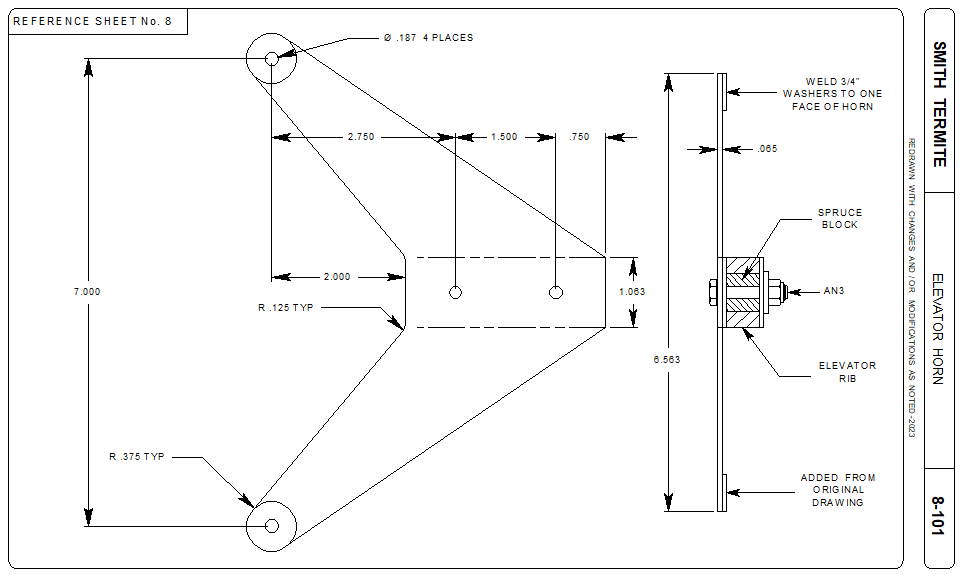 REFERENCE SHEET No. 8
Ø .187 4 PLACES
2.750
1.500
.750
2.000
7.000
R .125 TYP
1.063
R .375 TYP
WELD 3/4"
WASHERS TO ONE
FACE OF HORN
.065
SPRUCE
BLOCK
AN3
6.563
ELEVATOR
RIB
ADDED FROM
ORIGINAL
DRAWING
REDRAWN WITH CHANGES AND/OR MODIFICATIONS AS NOTED-2023
SMITH TERMITE
ELEVATOR HORN
8-101